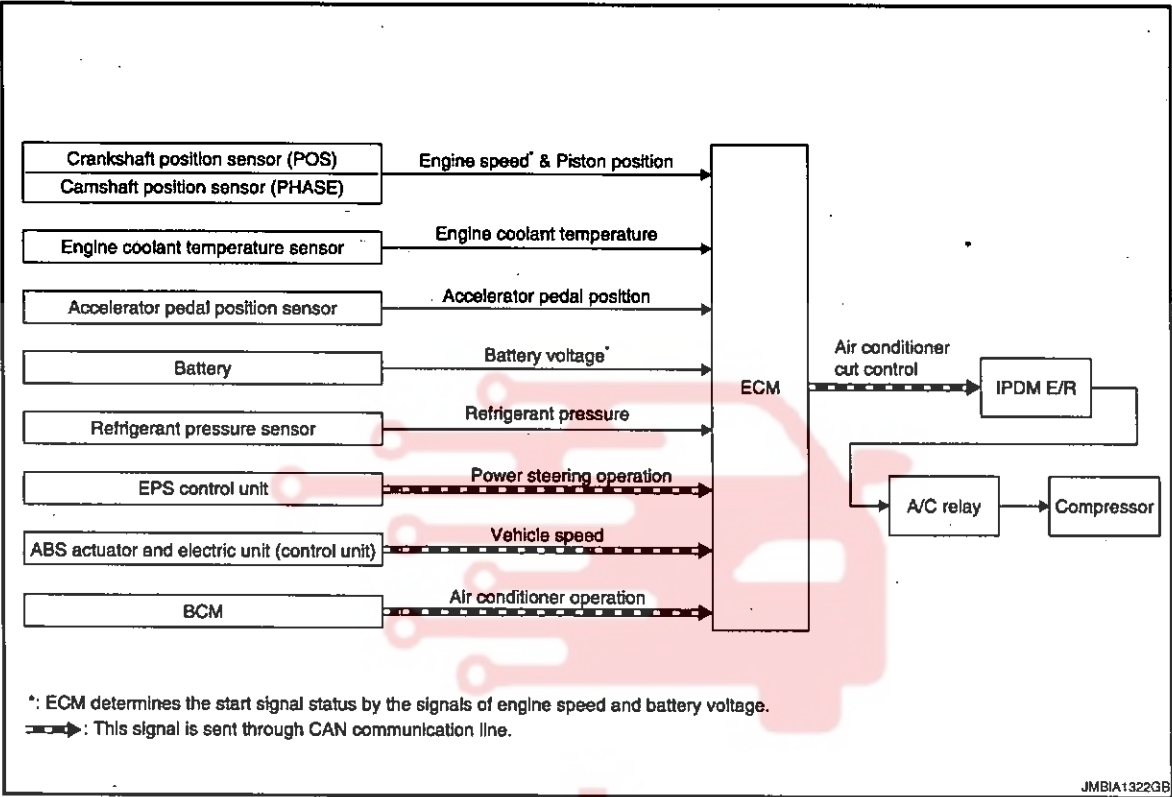 Crankshaft position sensor (POS)
Camshaft position sensor (PHASE)
Engine speed* & Piston position
Engine coolant temperature sensor
Engine coolant temperature
Accelerator pedal position sensor
Accelerator pedal position
Battery
Battery voltage*
Refrigerant pressure sensor
Refrigerant pressure
EPS control unit
Power steering operation
ABS actuator and electric unit (control unit)
Vehicle speed
BCM
Air conditioner operation
ECM
Air conditioner
cut control
IPDM E/R
A/C relay
Compressor
*: ECM determines the start signal status by the signals of engine speed and battery voltage.
: This signal is sent through CAN communication line.
JMBIA1322GB